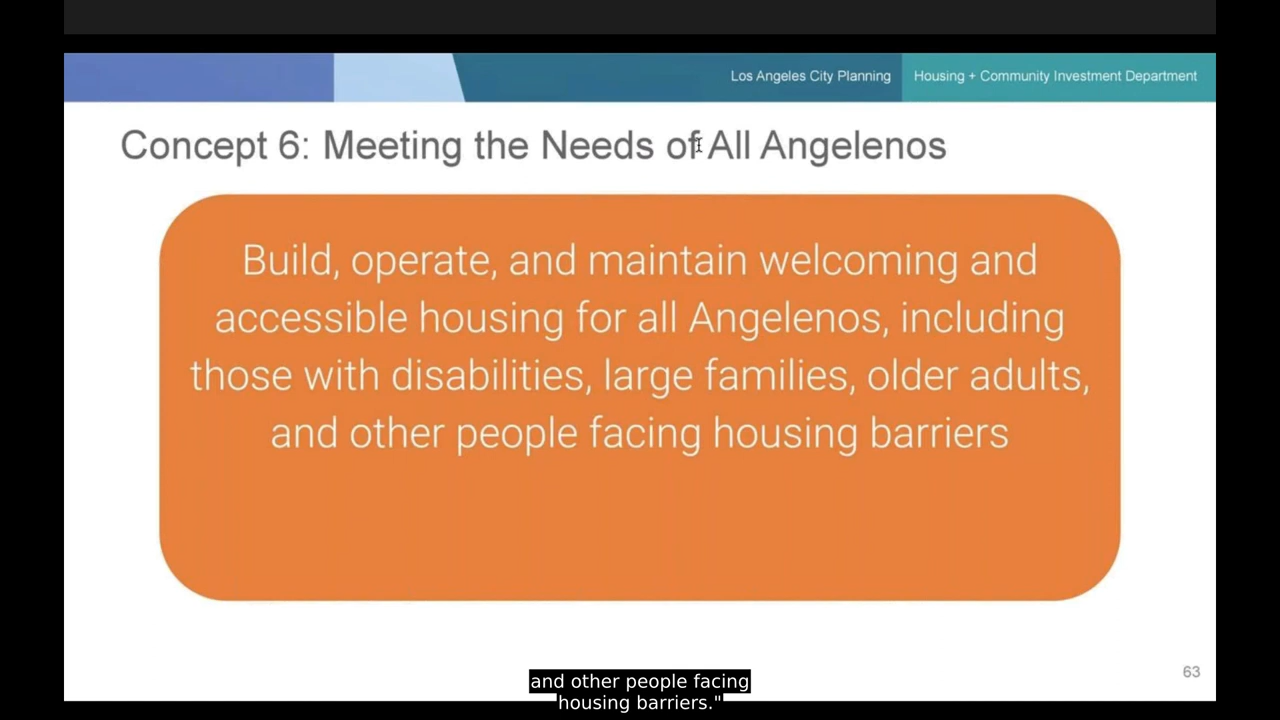 Los Angeles City Planning
Housing + Community Investment Department
Concept 6: Meeting the Needs of All Angelenos
Build, operate, and maintain welcoming and
accessible housing for all Angelenos, including
those with disabilities, large families, older adults,
and other people facing housing barriers
63
and other people facing
housing barriers."